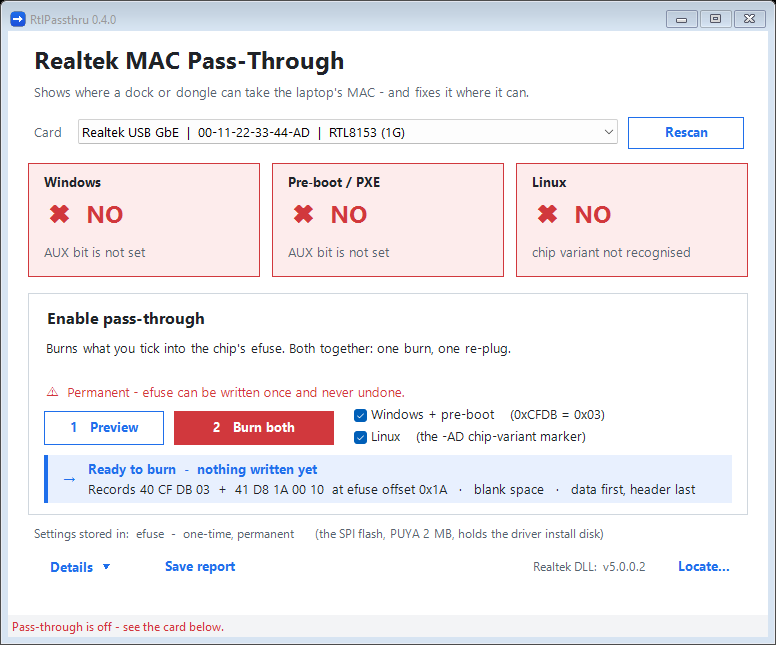 RtlPassthru 0.4.0
Realtek MAC Pass-Through
Shows where a dock or dongle can take the laptop's MAC - and fixes it where it can.
Card Realtek USB GbE | 00-11-22-33-44-AD | RTL8153 (1G) Rescan
Windows
✖ NO
AUX bit is not set
Pre-boot / PXE
✖ NO
AUX bit is not set
Linux
✖ NO
chip variant not recognised
Enable pass-through
Burns what you tick into the chip's efuse. Both together: one burn, one re-plug.
⚠ Permanent - efuse can be written once and never undone.
1 Preview
2 Burn both
Windows + pre-boot (0xCFDB = 0x03)
Linux (the -AD chip-variant marker)
→ Ready to burn - nothing written yet
Records 40 CF DB 03 + 41 D8 1A 00 10 at efuse offset 0x1A · blank space · data first, header last
Settings stored in: efuse - one-time, permanent (the SPI flash, PUYA 2 MB, holds the driver install disk)
Details ▼ Save report Realtek DLL: v5.0.0.2 Locate...
Pass-through is off - see the card below.